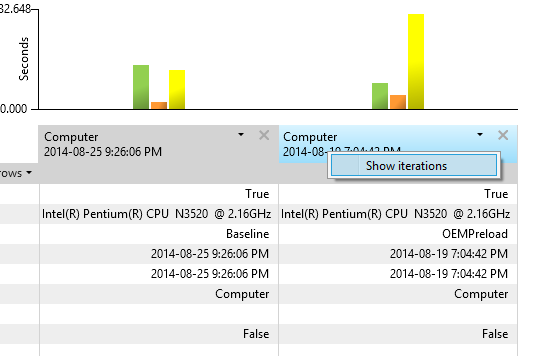 32.648
Seconds
0.000
Computer
2014-08-25 9:26:06 PM
Computer
2014-08-19 7:04:42 PM
Show iterations
rows
True
True
Intel(R) Pentium(R) CPU N3520 @ 2.16GHz
Intel(R) Pentium(R) CPU N3520 @ 2.16GHz
Baseline
OEMPreload
2014-08-25 9:26:06 PM
2014-08-19 7:04:42 PM
2014-08-25 9:26:06 PM
2014-08-19 7:04:42 PM
Computer
Computer
False
False